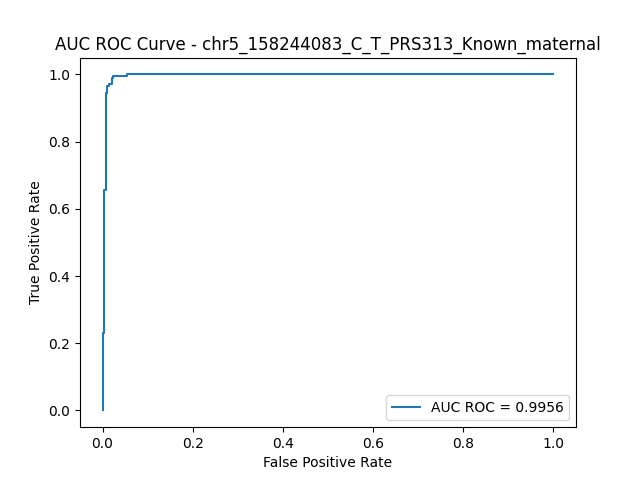 AUC ROC Curve - chr5_158244083_C_T_PRS313_Known_maternal
1.0
0.8
0.6
0.4
0.2
0.0
True Positive Rate
AUC ROC = 0.9956
0.0 0.2 0.4 0.6 0.8 1.0
False Positive Rate